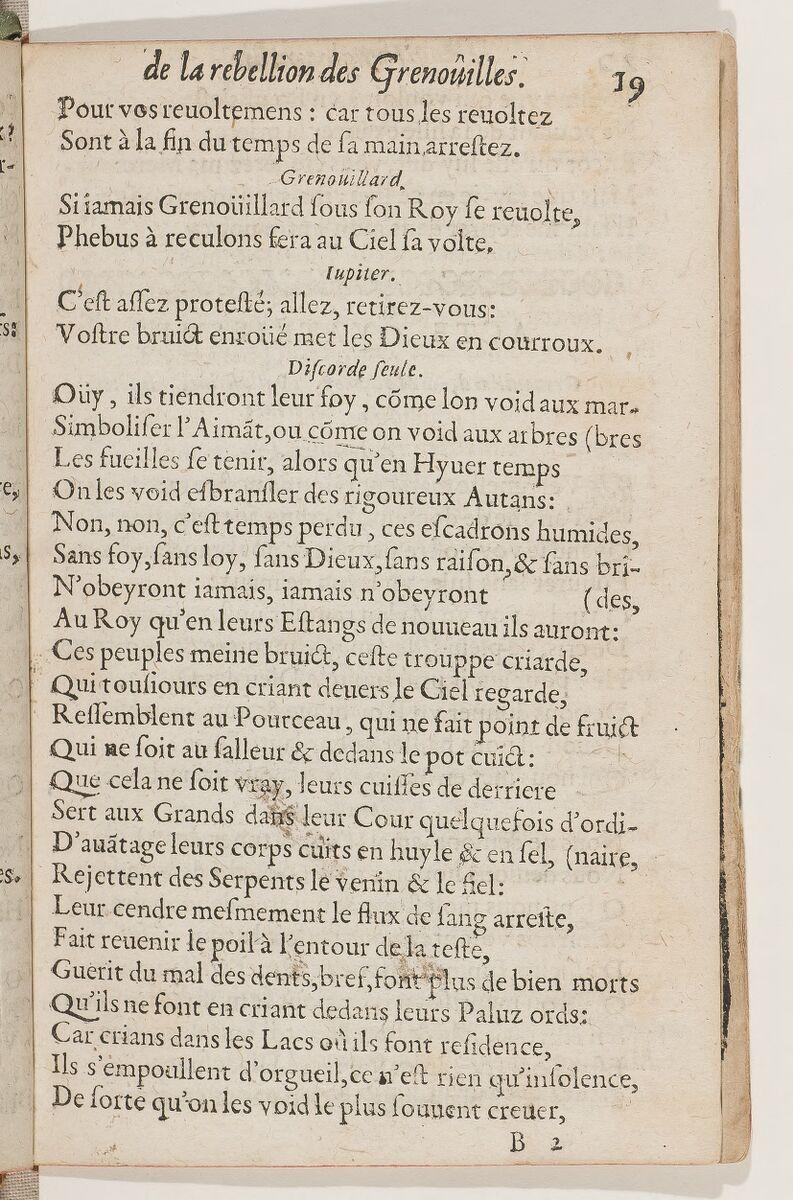 de la rebellion des Grenoüilles. 19
Pour vos reuoltemens : car tous les reuoltez
Sont à la fin du temps de ſa main arreſtez.
Grenoüillard.
Si iamais Grenoüillard ſous ſon Roy ſe reuolte,
Phebus à reculons fera au Ciel ſa volte.
Iupiter.
C'eſt aſſez proteſté; allez, retirez-vous:
Voſtre bruict enroüé met les Dieux en courroux.
Diſcorde ſeule.
Oüy, ils tiendront leur foy, cõme lon void aux mar-
Simboliſer l'Aimãt, ou cõme on void aux arbres (bres
Les fueilles ſe tenir, alors qu'en Hyuer temps
On les void eſbranſler des rigoureux Autans:
Non, non, c'eſt temps perdu, ces eſcadrons humides,
Sans foy, ſans loy, ſans Dieux, ſans raiſon, & ſans bri-
N'obeyront iamais, iamais n'obeyront (des,
Au Roy qu'en leurs Eſtangs de nouueau ils auront:
Ces peuples meine bruict, ceſte trouppe criarde,
Qui touſiours en criant deuers le Ciel regarde,
Reſſemblent au Pourceau, qui ne fait point de fruict
Qui ne ſoit au ſalleur & dedans le pot cuict:
Que cela ne ſoit vray, leurs cuiſſes de derriere
Sert aux Grands dans leur Cour quelquefois d'ordi-
D'auãtage leurs corps cuits en huyle & en ſel, (naire,
Rejettent des Serpents le venin & le fiel:
Leur cendre meſmement le flux de ſang arreſte,
Fait reuenir le poil à l'entour de la teſte,
Guerit du mal des dents, bref, font plus de bien morts
Qu'ils ne font en criant dedans leurs Paluz ords:
Car crians dans les Lacs où ils font reſidence,
Ils s'empoullent d'orgueil, ce n'eſt rien qu'inſolence,
De ſorte qu'on les void le plus ſouuent creuer,
B 2